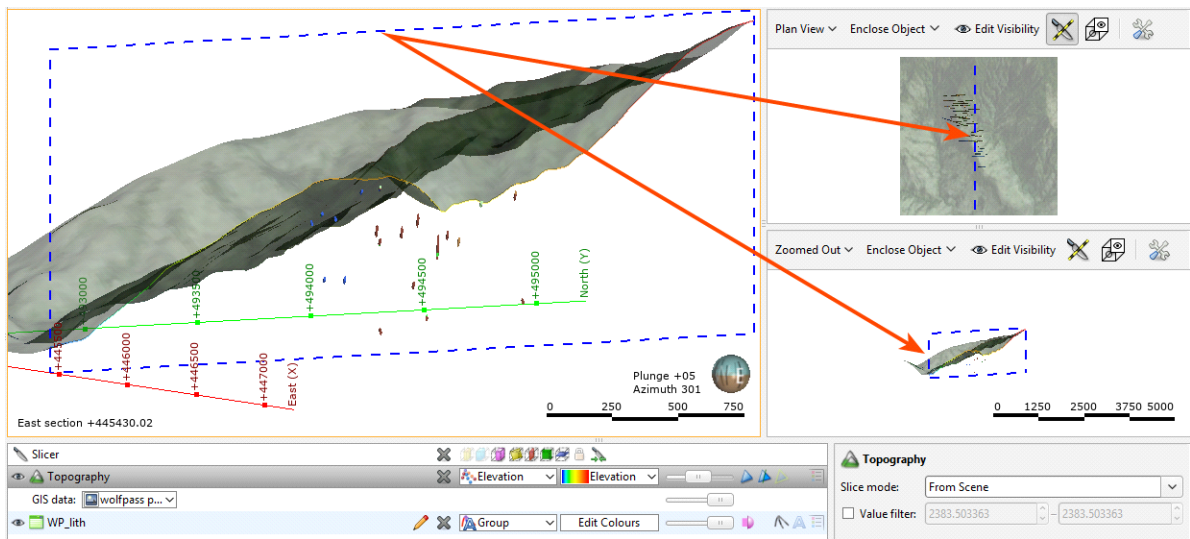 Plan View Enclose Object Edit Visibility
+493000
+493500
+494000
+494500
+495000
North (Y)
+445500
+446000
+446500
+447000
East (X)
Plunge +05
Azimuth 301
E
0 250 500 750
East section +445430.02
Zoomed Out Enclose Object Edit Visibility
0 1250 2500 3750 5000
Slicer
Topography Elevation Elevation
GIS data: wolfpass p...
WP_lith Group Edit Colours
Topography
Slice mode: From Scene
Value filter: 2383.503363 – 2383.503363